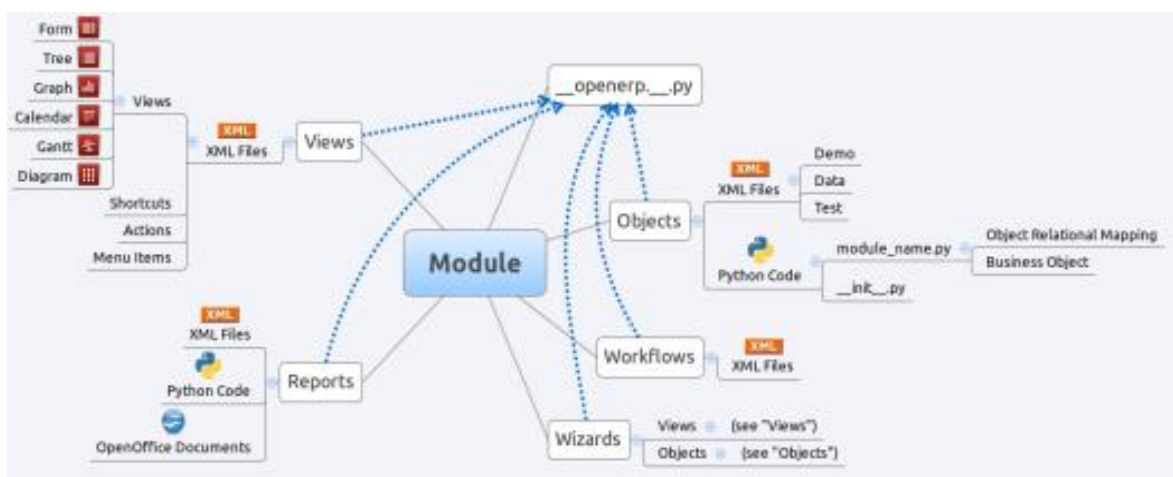 Form
Tree
Graph
Calendar
Gantt
Diagram
Views
Shortcuts
Actions
Menu Items
XML
XML Files
Views
__openerp.__.py
Module
Objects
XML
XML Files
Demo
Data
Test
Python Code
module_name.py
Object Relational Mapping
Business Object
__init__.py
XML
XML Files
Python Code
OpenOffice Documents
Reports
Workflows
XML
XML Files
Wizards
Views (see "Views")
Objects (see "Objects")